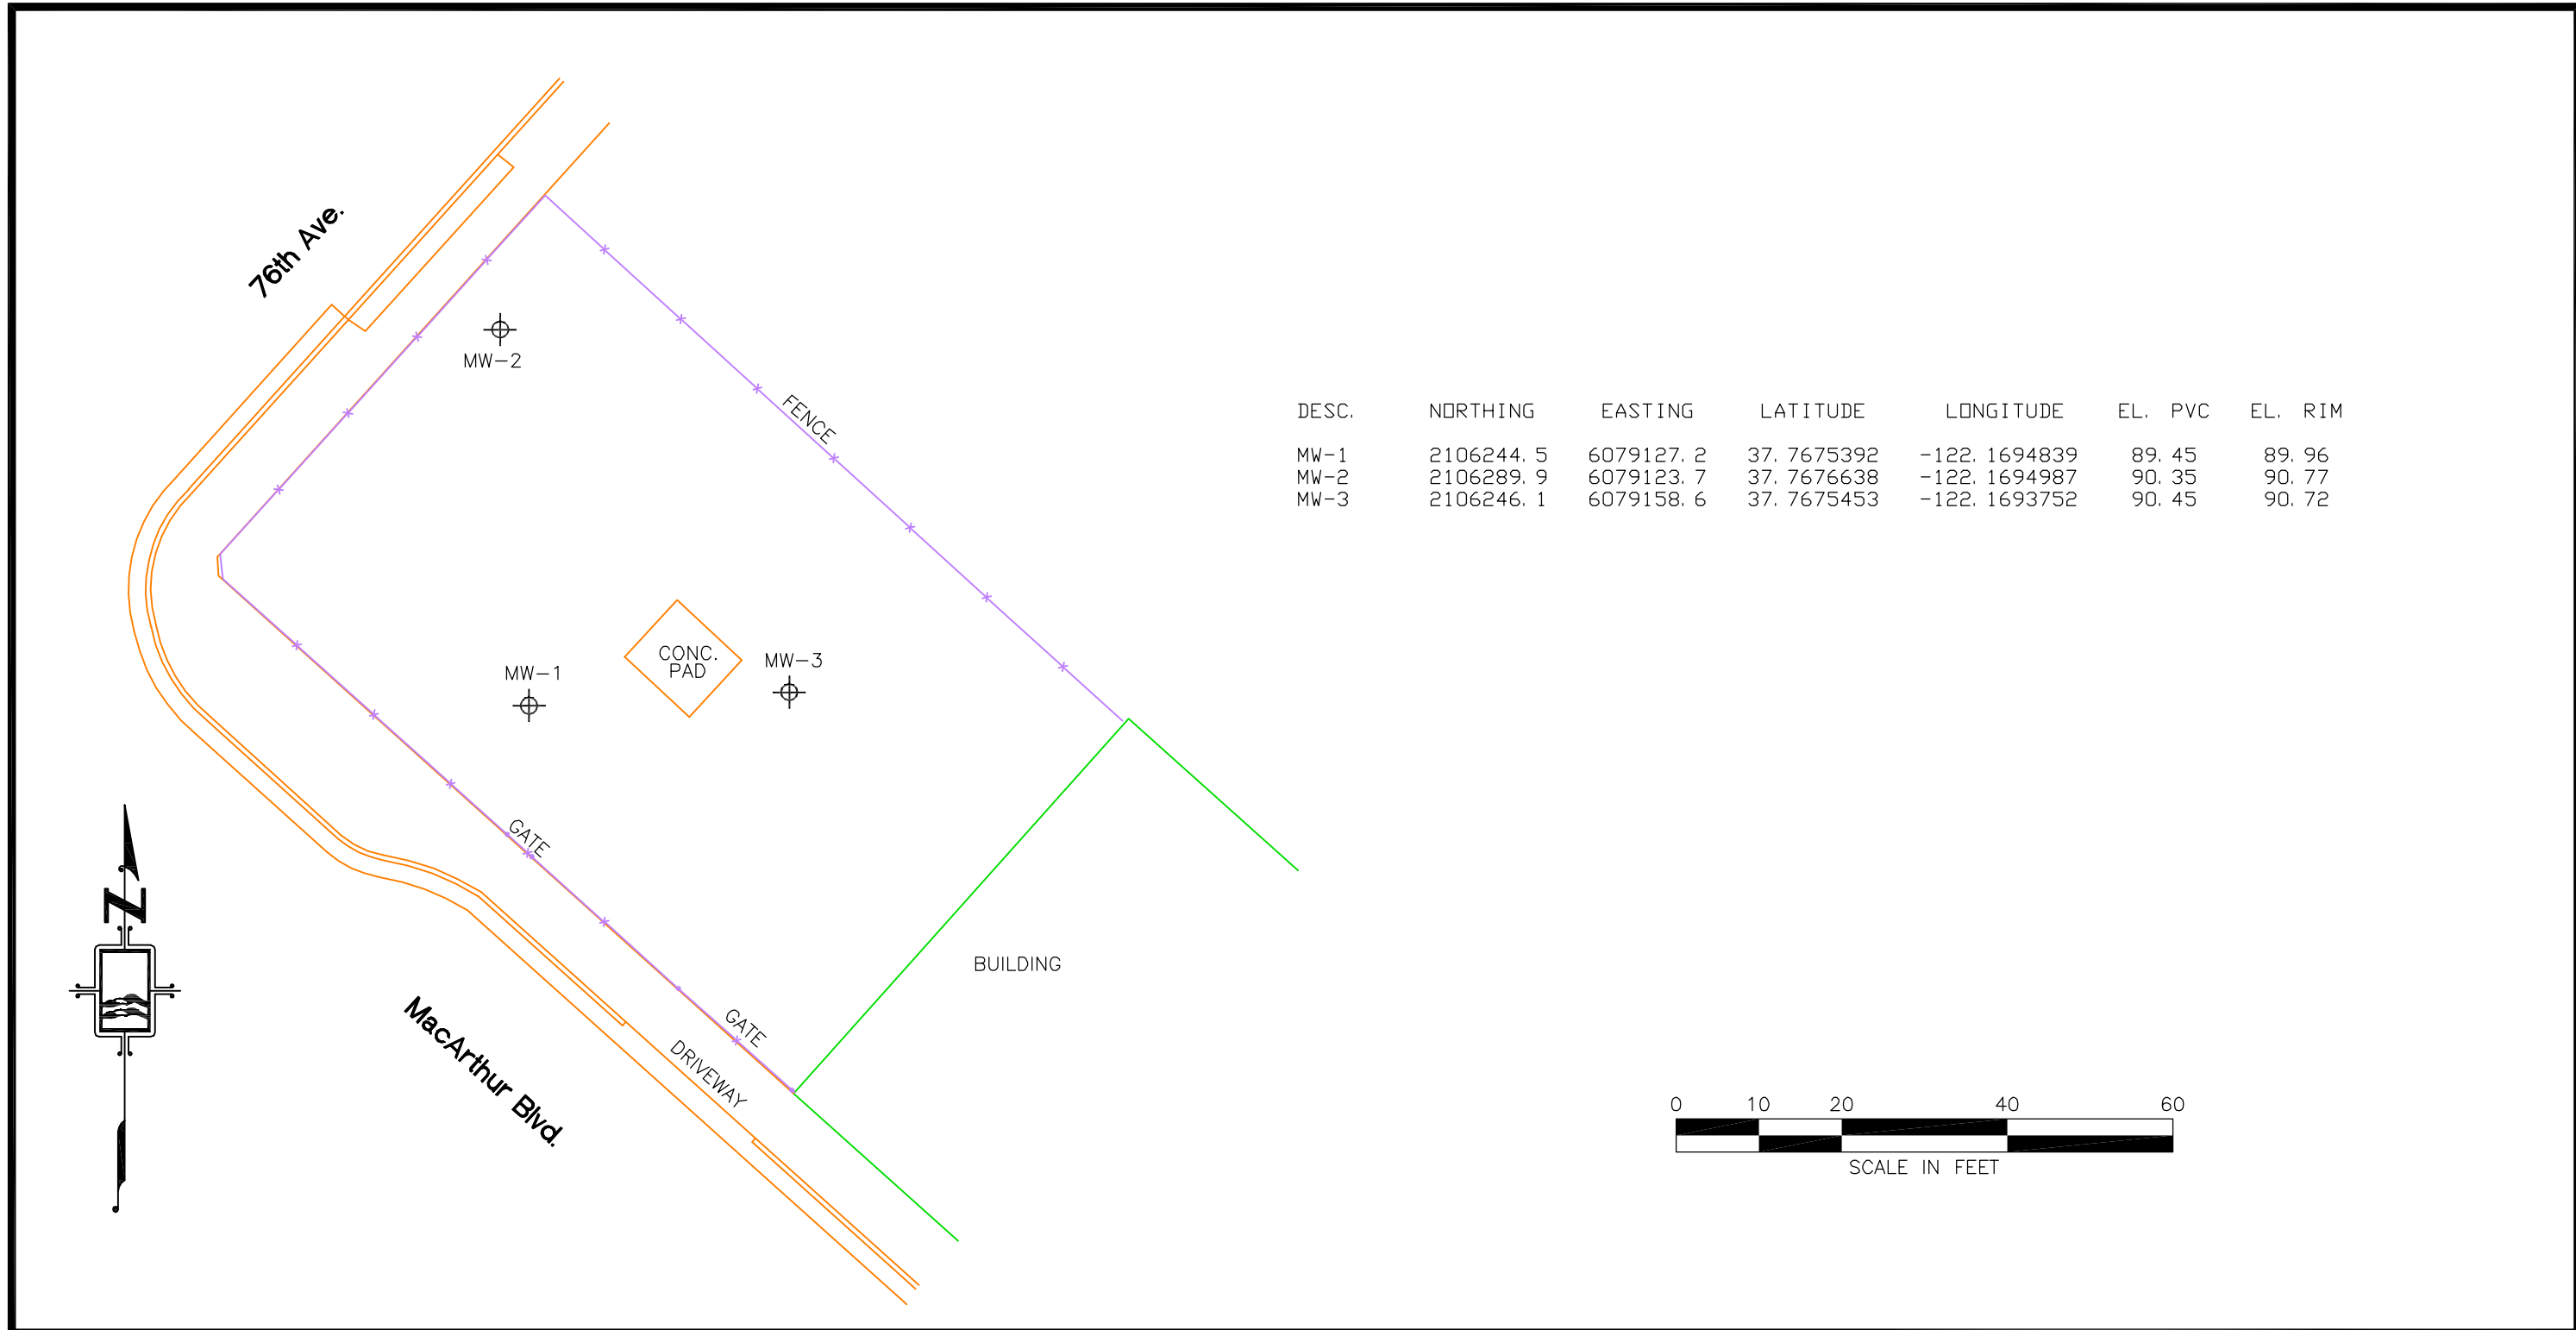 76th Ave.
MW-2
FENCE
DESC. NORTHING EASTING LATITUDE LONGITUDE EL. PVC EL. RIM
MW-1 2106244.5 6079127.2 37.7675392 -122.1694839 89.45 89.96
MW-2 2106289.9 6079123.7 37.7676638 -122.1694987 90.35 90.77
MW-3 2106246.1 6079158.6 37.7675453 -122.1693752 90.45 90.72
CONC.
PAD
MW-3
MW-1
GATE
N
BUILDING
GATE
DRIVEWAY
MacArthur Blvd.
0 10 20 40 60
SCALE IN FEET